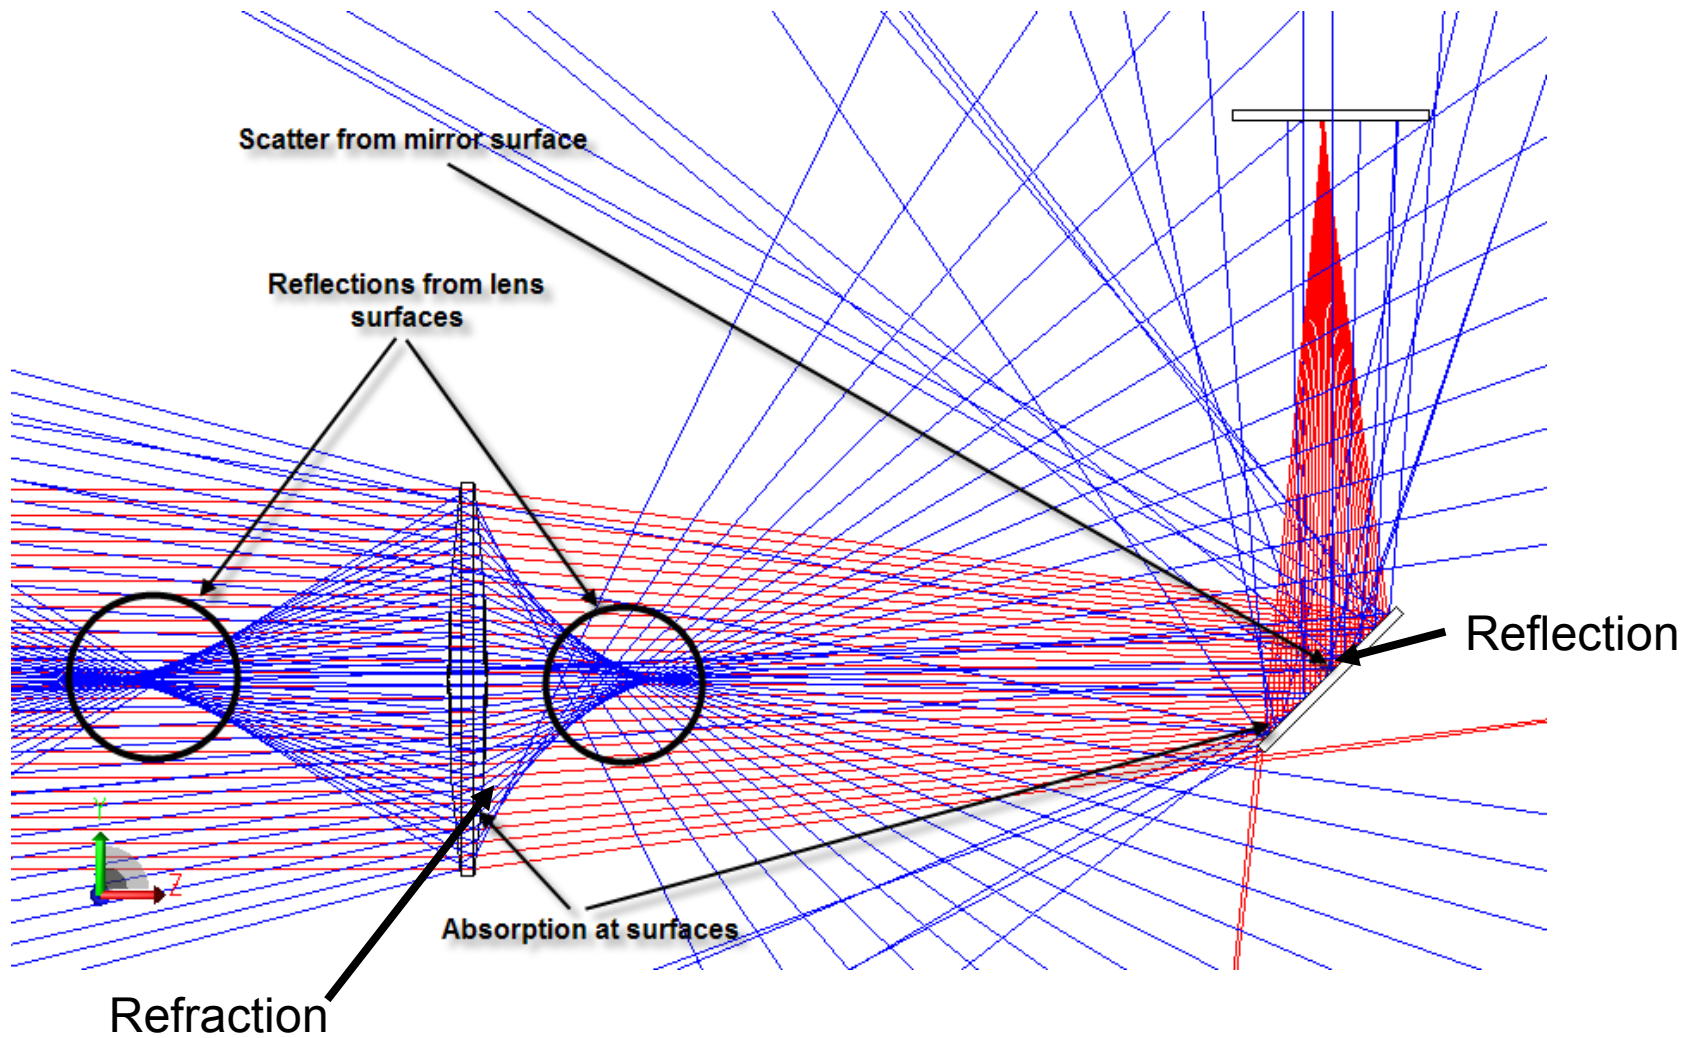 Scatter from mirror surface
Reflections from lens
surfaces
Reflection
Y
Z
Absorption at surfaces
Refraction